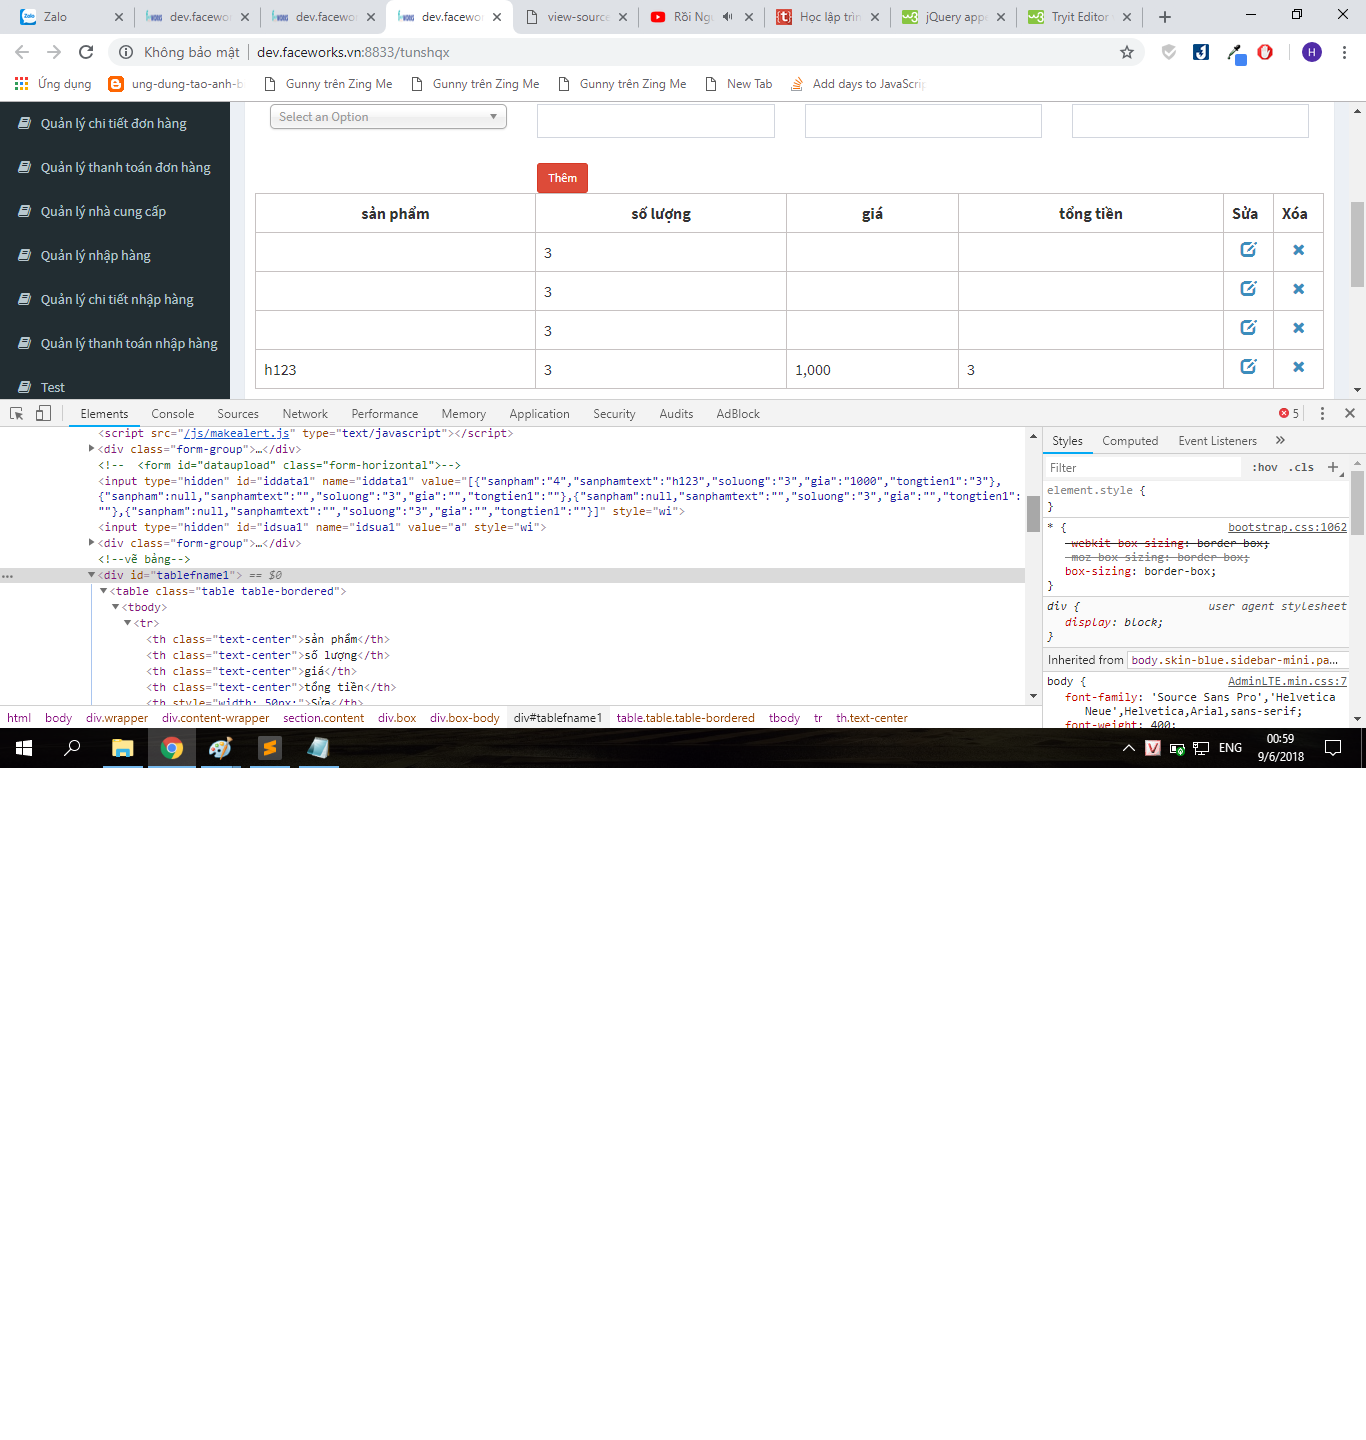 Zalo
dev.facewor
dev.facewor
dev.facewor
view-source
Rồi Ngư
Học lập trìn
jQuery appe
Tryit Editor
Không bảo mật
dev.faceworks.vn:8833/tunshqx
H
Ứng dụng
ung-dung-tao-anh-b
Gunny trên Zing Me
Gunny trên Zing Me
Gunny trên Zing Me
New Tab
Add days to JavaScrip
Quản lý chi tiết đơn hàng
Quản lý thanh toán đơn hàng
Quản lý nhà cung cấp
Quản lý nhập hàng
Quản lý chi tiết nhập hàng
Quản lý thanh toán nhập hàng
Test
Select an Option
Thêm
sản phẩm số lượng giá tổng tiền Sửa Xóa
3
3
3
h123 3 1,000 3
Elements Console Sources Network Performance Memory Application Security Audits AdBlock 5
<script src="/js/makealert.js" type="text/javascript"></script>
<div class="form-group">…</div>
<!-- <form id="dataupload" class="form-horizontal">-->
<input type="hidden" id="iddata1" name="iddata1" value="[{"sanpham":"4","sanphamtext":"h123","soluong":"3","gia":"1000","tongtien1":"3"},
{"sanpham":null,"sanphamtext":"","soluong":"3","gia":"","tongtien1":""},{"sanpham":null,"sanphamtext":"","soluong":"3","gia":"","tongtien1":
""},{"sanpham":null,"sanphamtext":"","soluong":"3","gia":"","tongtien1":""}]" style="wi">
<input type="hidden" id="idsua1" name="idsua1" value="a" style="wi">
<div class="form-group">…</div>
<!--vẽ bảng-->
<div id="tablefname1"> == $0
<table class="table table-bordered">
<tbody>
<tr>
<th class="text-center">sản phẩm</th>
<th class="text-center">số lượng</th>
<th class="text-center">giá</th>
<th class="text-center">tổng tiền</th>
<th style="width: 50px;">Sửa</th>
html body div.wrapper div.content-wrapper section.content div.box div.box-body div#tablefname1 table.table.table-bordered tbody tr th.text-center
Styles Computed Event Listeners »
Filter :hov .cls +
element.style {
}
* { bootstrap.css:1062
-webkit-box-sizing: border-box;
-moz-box-sizing: border-box;
box-sizing: border-box;
}
div { user agent stylesheet
display: block;
}
Inherited from body.skin-blue.sidebar-mini.pa…
body { AdminLTE.min.css:7
font-family: 'Source Sans Pro','Helvetica
Neue',Helvetica,Arial,sans-serif;
font-weight: 400;
ENG
00:59
9/6/2018